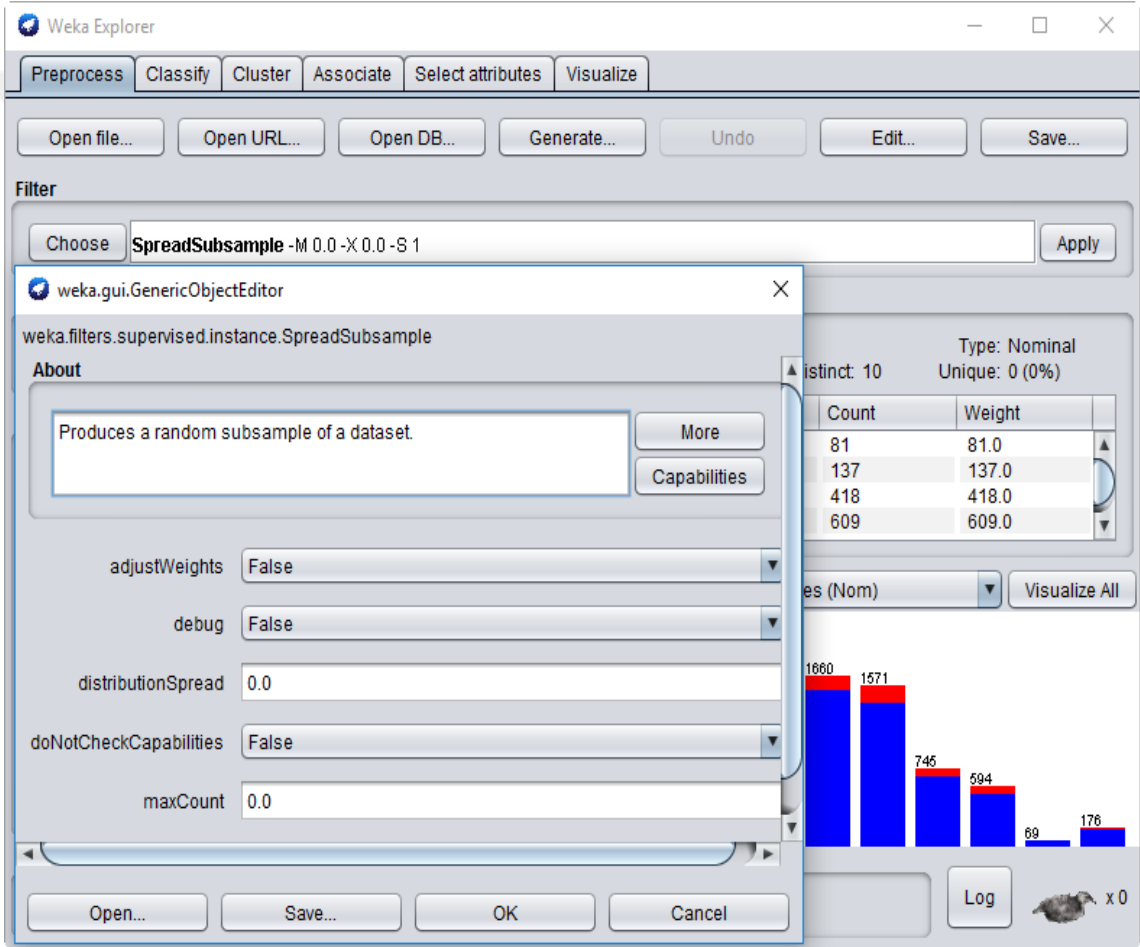 Weka Explorer
Preprocess Classify Cluster Associate Select attributes Visualize
Open file... Open URL... Open DB... Generate... Undo Edit... Save...
Filter
Choose SpreadSubsample -M 0.0 -X 0.0 -S 1 Apply
weka.gui.GenericObjectEditor
weka.filters.supervised.instance.SpreadSubsample
About
Produces a random subsample of a dataset.
More
Capabilities
adjustWeights False
debug False
distributionSpread 0.0
doNotCheckCapabilities False
maxCount 0.0
Open... Save... OK Cancel
Type: Nominal
istinct: 10 Unique: 0 (0%)
Count Weight
81 81.0
137 137.0
418 418.0
609 609.0
es (Nom) Visualize All
1660 1571 745 594 69 176
Log x 0